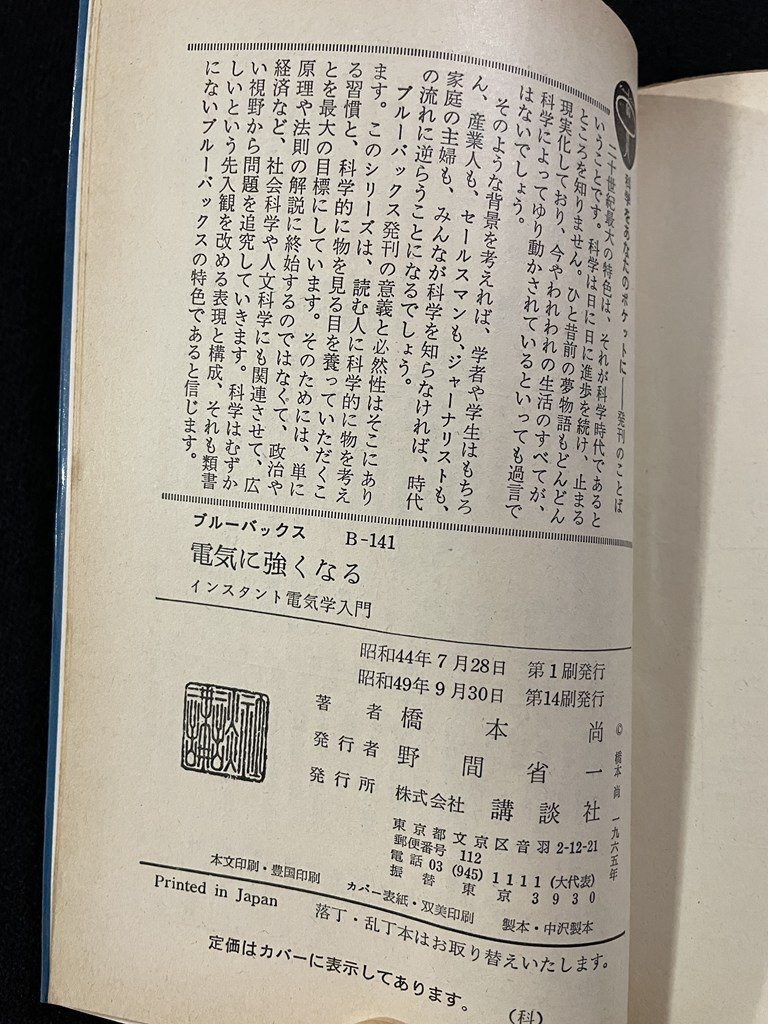 科学をあなたのポケットに——発刊のことば
二十世紀最大の特色は、それが科学時代であると
いうことです。科学は日に日に進歩を続け、止まる
ところを知りません。ひと昔前の夢物語もどんどん
現実化しており、今やわれわれの生活のすべてが、
科学によってゆり動かされているといっても過言で
はないでしょう。
そのような背景を考えれば、学者や学生はもちろ
ん、産業人も、セールスマンも、ジャーナリストも、
家庭の主婦も、みんなが科学を知らなければ、時代
の流れに逆らうことになるでしょう。
ブルーバックス発刊の意義と必然性はそこにあり
ます。このシリーズは、読む人に科学的に物を考え
る習慣と、科学的に物を見る目を養っていただくこ
とを最大の目標にしています。そのためには、単に
原理や法則の解説に終始するのではなくて、政治や
経済など、社会科学や人文科学にも関連させて、広
い視野から問題を追究していきます。科学はむずか
しいという先入観を改める表現と構成、それも類書
にないブルーバックスの特色であると信じます。
ブルーバックス B-141
電気に強くなる
インスタント電気学入門
昭和44年7月28日 第1刷発行
昭和49年9月30日 第14刷発行
著者 橋本 尚
発行者 野間省一
発行所 株式会社 講談社
東京都文京区音羽2-12-21
郵便番号 112
電話 03 (945) 1111 (大代表)
振替 東京 3930
© 橋本 尚 一九六五年
本文印刷・豊国印刷
カバー表紙・双美印刷
製本・中沢製本
Printed in Japan
落丁・乱丁本はお取り替えいたします。
定価はカバーに表示してあります。
(科)